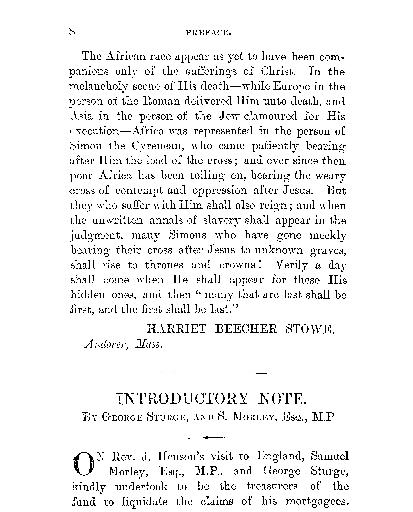 8 PREFACE.
The African race appear as yet to have been com-
panions only of the sufferings of Christ. In the
melancholy scene of His death—while Europe in the
person of the Roman delivered Him unto death, and
Asia in the person of the Jew clamoured for His
execution—Africa was represented in the person of
Simon the Cyrenean, who came patiently bearing
after Him the load of the cross; and ever since then
poor Africa has been toiling on, bearing the weary
cross of contempt and oppression after Jesus. But
they who suffer with Him shall also reign; and when
the unwritten annals of slavery shall appear in the
judgment, many Simons who have gone meekly
bearing their cross after Jesus to unknown graves,
shall rise to thrones and crowns! Verily a day
shall come when He shall appear for these His
hidden ones, and then "many that are last shall be
first, and the first shall be last."
HARRIET BEECHER STOWE.
Andover, Mass.
INTRODUCTORY NOTE.
BY GEORGE STURGE, AND S. MORLEY, ESQ., M.P
ON Rev. J. Henson's visit to England, Samuel
Morley, Esq., M.P., and George Sturge,
kindly undertook to be the treasurers of the
fund to liquidate the claims of his mortgagees.